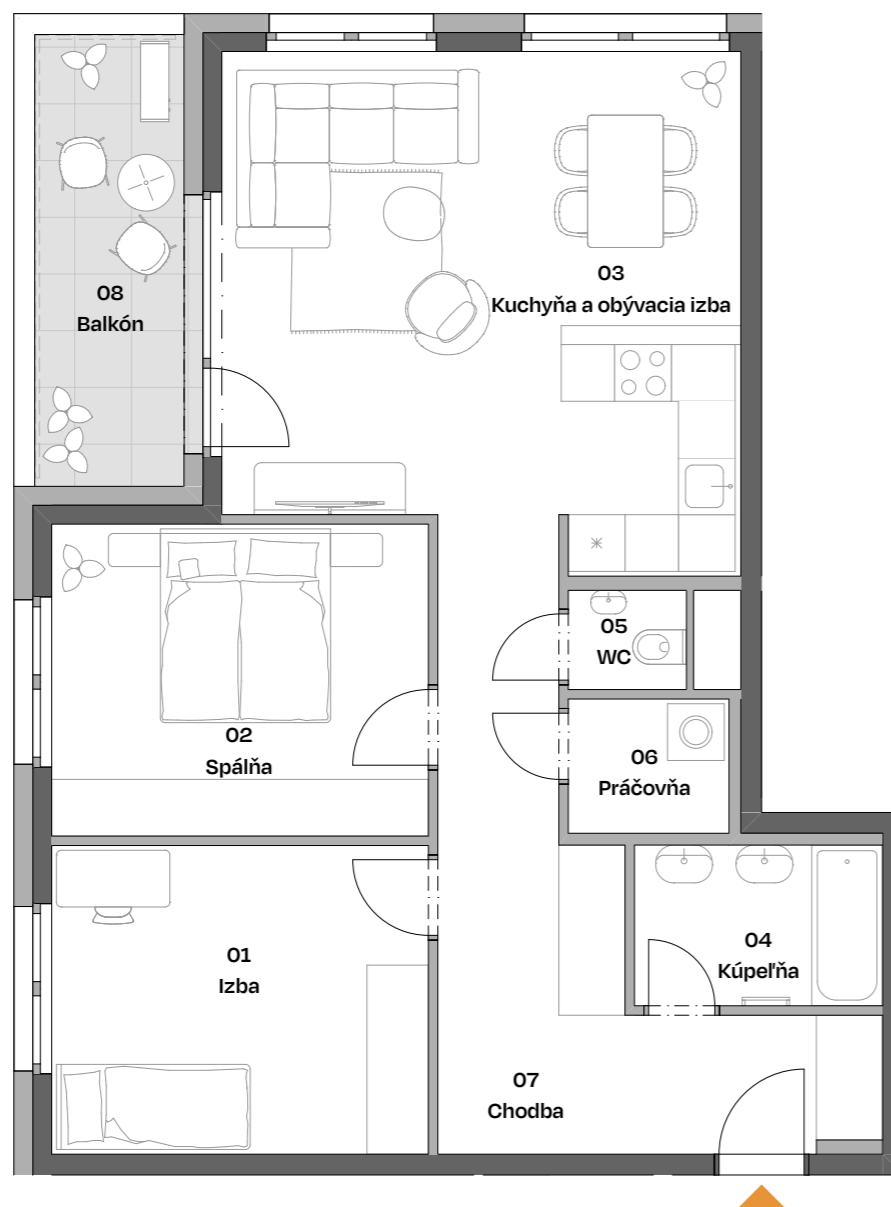 03
Kuchyňa a obývacia izba
08
Balkón
05
WC
02
Spálňa
06
Práčovňa
01
Izba
04
Kúpeľňa
07
Chodba